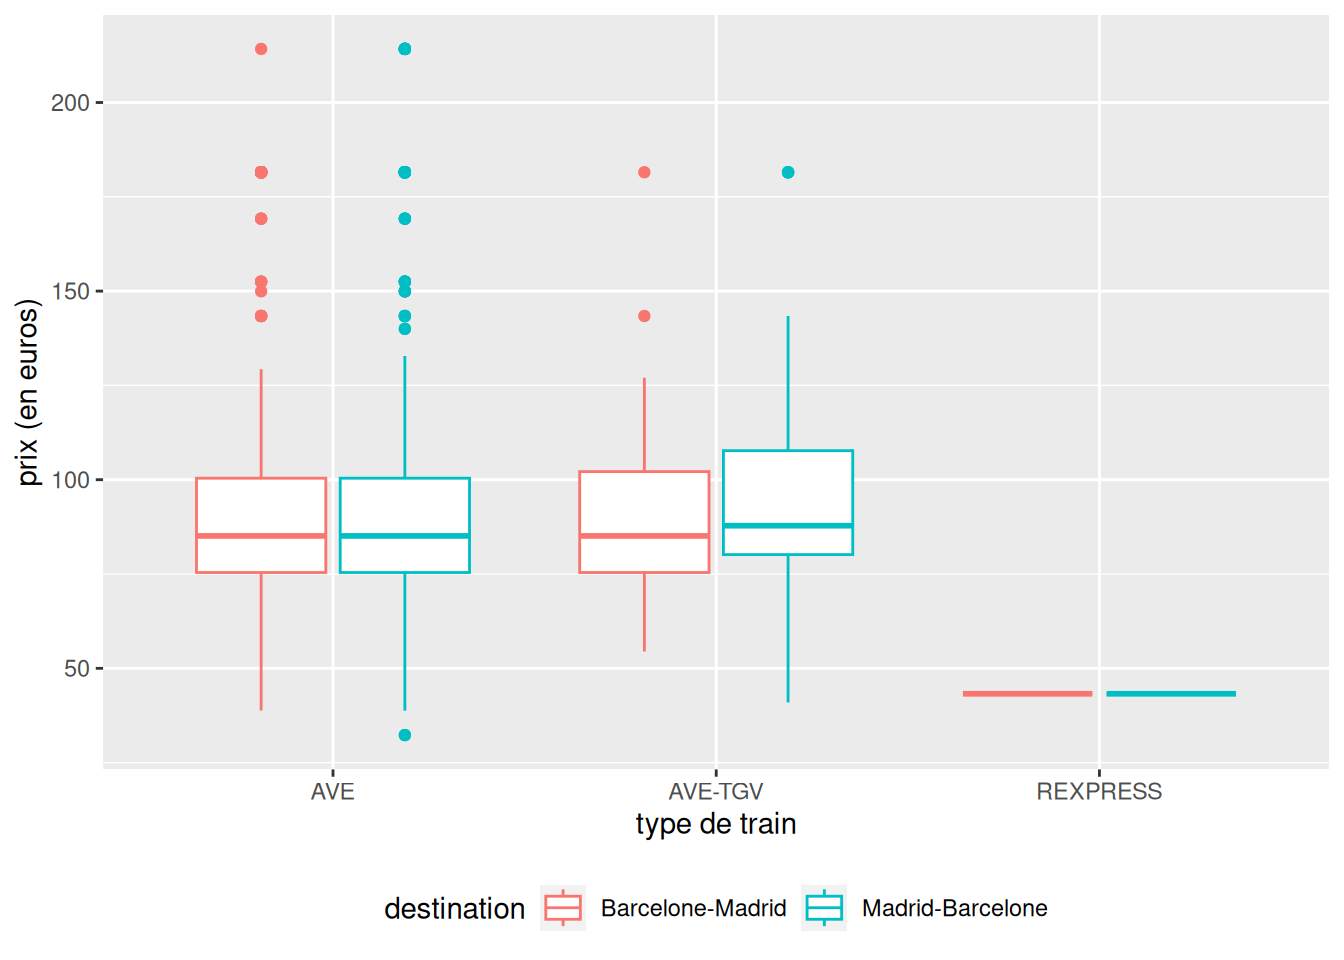 prix (en euros)
200
150
100
50
AVE
AVE-TGV
REXPRESS
type de train
destination
Barcelone-Madrid
Madrid-Barcelone